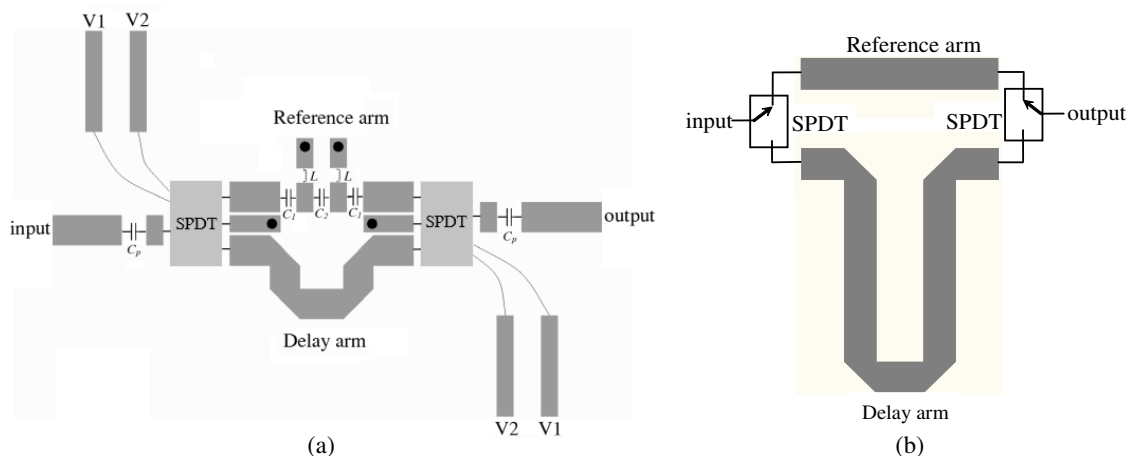 V1 V2
Reference arm
L L
C1 C2 C1
input SPDT SPDT output
Cp Cp
Delay arm
V2 V1
(a)
Reference arm
input SPDT SPDT output
Delay arm
(b)